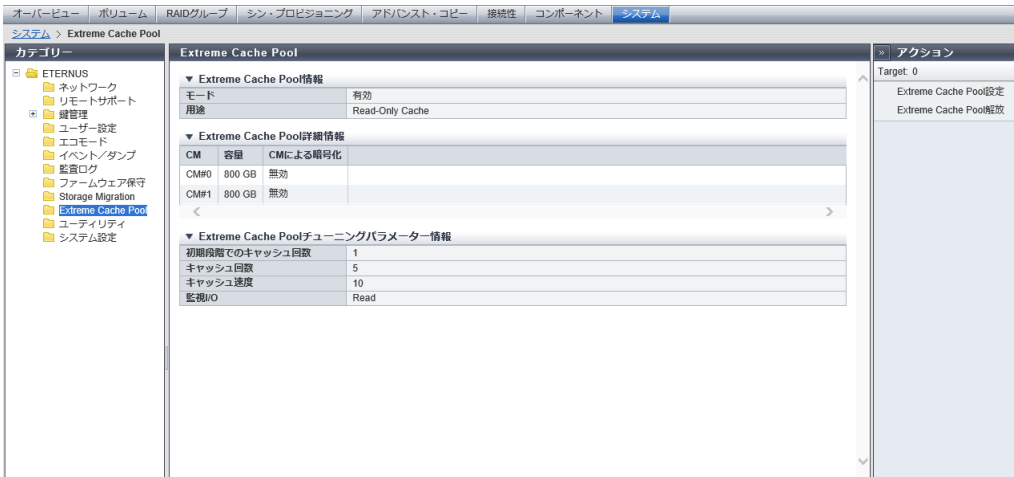 オーバービュー ボリューム RAIDグループ シン・プロビジョニング アドバンスト・コピー 接続性 コンポーネント システム
システム > Extreme Cache Pool
カテゴリー
ETERNUS
ネットワーク
リモートサポート
鍵管理
ユーザー設定
エコモード
イベント/ダンプ
監査ログ
ファームウェア保守
Storage Migration
Extreme Cache Pool
ユーティリティ
システム設定
Extreme Cache Pool
▼ Extreme Cache Pool情報
モード 有効
用途 Read-Only Cache
▼ Extreme Cache Pool詳細情報
CM 容量 CMによる暗号化
CM#0 800 GB 無効
CM#1 800 GB 無効
▼ Extreme Cache Poolチューニングパラメーター情報
初期段階でのキャッシュ回数 1
キャッシュ回数 5
キャッシュ速度 10
監視I/O Read
» アクション
Target: 0
Extreme Cache Pool設定
Extreme Cache Pool解放